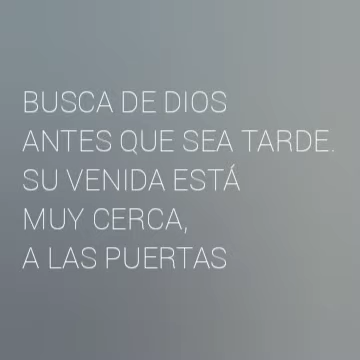 BUSCA DE DIOS
ANTES QUE SEA TARDE.
SU VENIDA ESTÁ
MUY CERCA,
A LAS PUERTAS